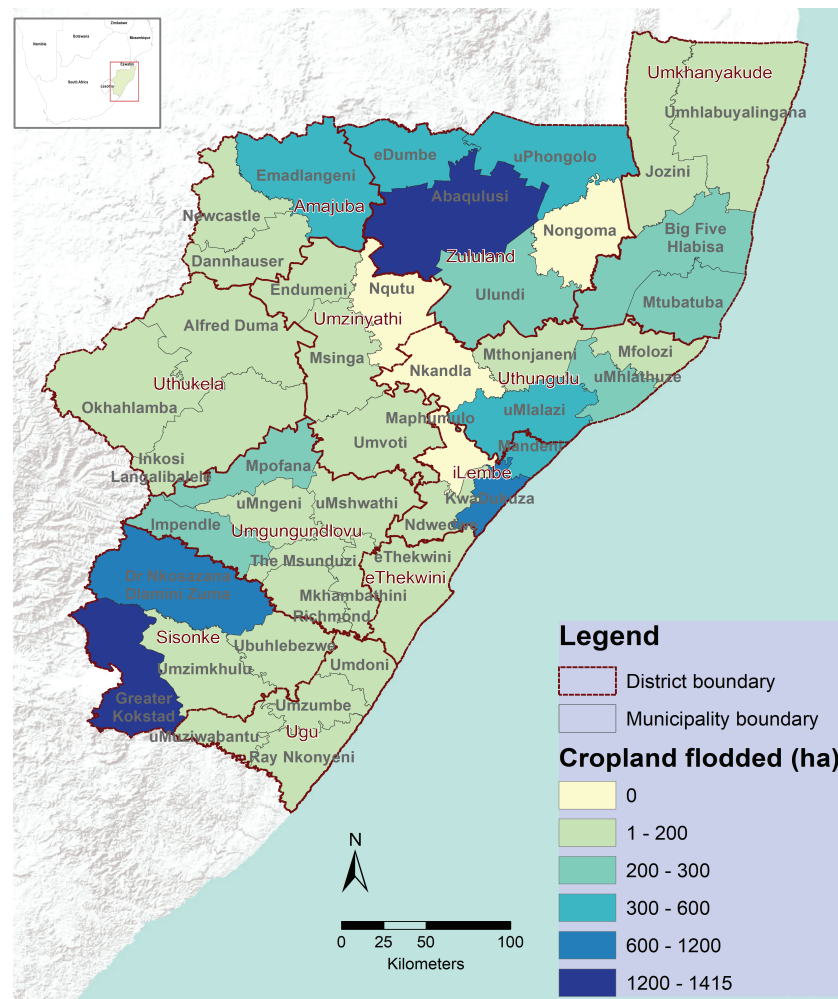 Zimbabwe
Namibia
Botswana
Mozambique
Eswatini
South Africa
Lesotho
Umkhanyakude
Umhlabuyalingana
eDumbe
uPhongolo
Emadlangeni
Jozini
Abaqulusi
Amajuba
Newcastle
Nongoma
Big Five
Hlabisa
Dannhauser
Zululand
Endumeni
Nqutu
Ulundi
Mtubatuba
Alfred Duma
Umzinyathi
Msinga
Mthonjaneni
Mfolozi
Nkandla
Uthungulu
uMhlathuze
Uthukela
Okhahlamba
Maphumulo
uMlalazi
Umvoti
Mandeni
Inkosi
Langalibalele
Mpofana
iLembe
uMngeni
uMshwathi
KwaDukuza
Impendle
Umgungundlovu
Ndwedwe
The Msunduzi
eThekwini
eThekwini
Dr Nkosazana
Dlamini Zuma
Mkhambathini
Richmond
Sisonke
Ubuhlebezwe
Umzimkhulu
Umdoni
Greater
Kokstad
Umzumbe
uMuziwabantu
Ugu
Ray Nkonyeni
Legend
District boundary
Municipality boundary
Cropland flodded (ha)
0
1 - 200
200 - 300
300 - 600
600 - 1200
1200 - 1415
N
0 25 50 100
Kilometers